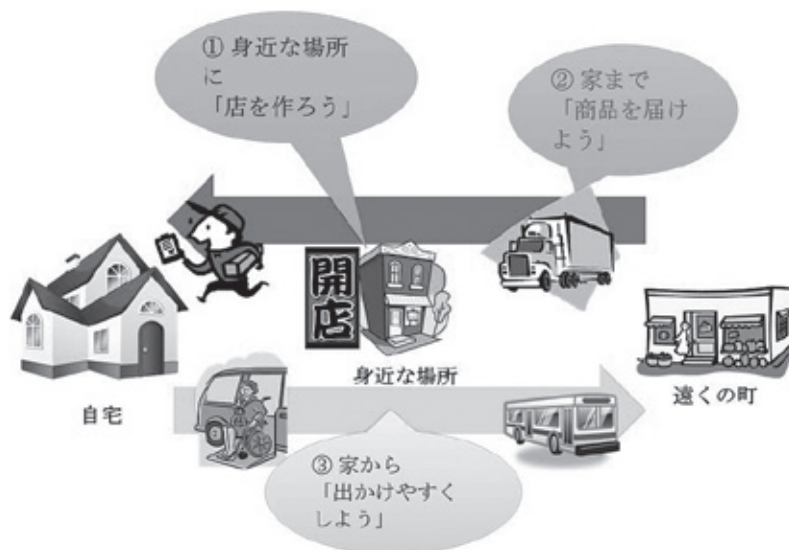 ① 身近な場所
に
「店を作ろう」
② 家まで
「商品を届け
よう」
開店
身近な場所
自宅
遠くの町
③ 家から
「出かけやすく
しよう」